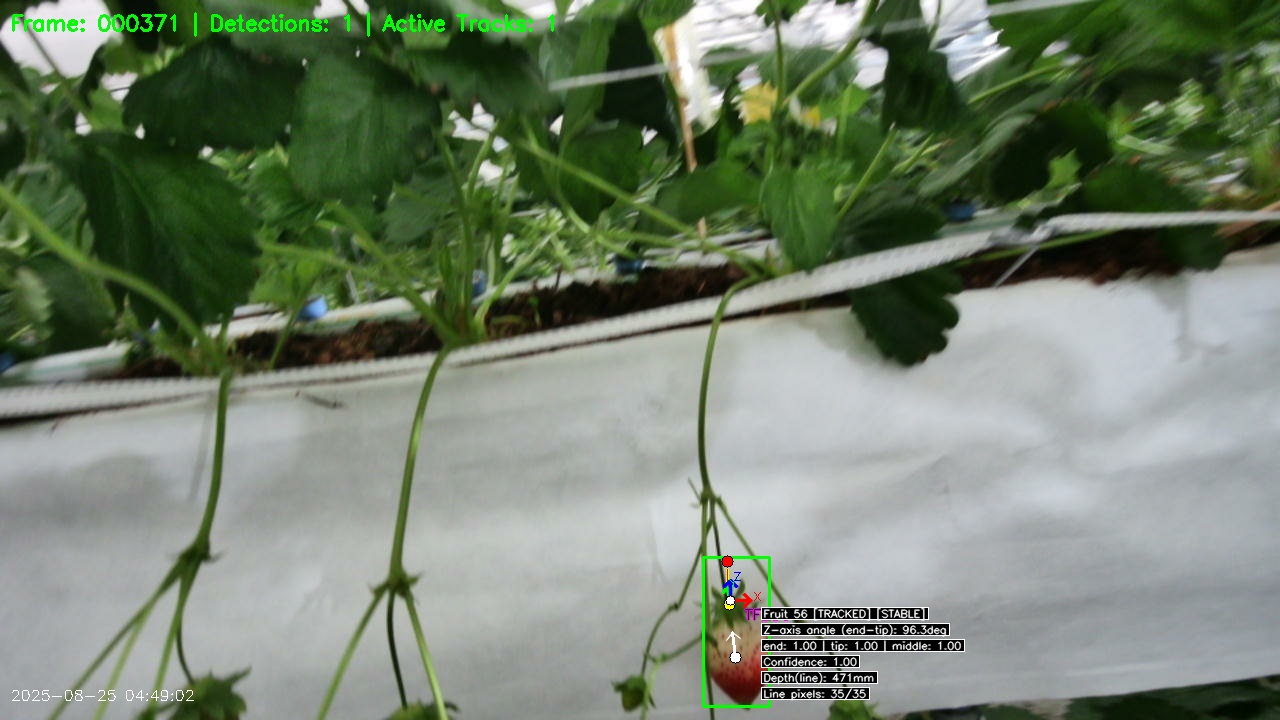 Frame: 000371 | Detections: 1 | Active Tracks: 1
Z
X
TF
Fruit 56 [TRACKED] [STABLE]
Z-axis angle (end-tip): 96.3deg
end: 1.00 | tip: 1.00 | middle: 1.00
Confidence: 1.00
Depth(line): 471mm
Line pixels: 35/35
2025-08-25 04:49:02